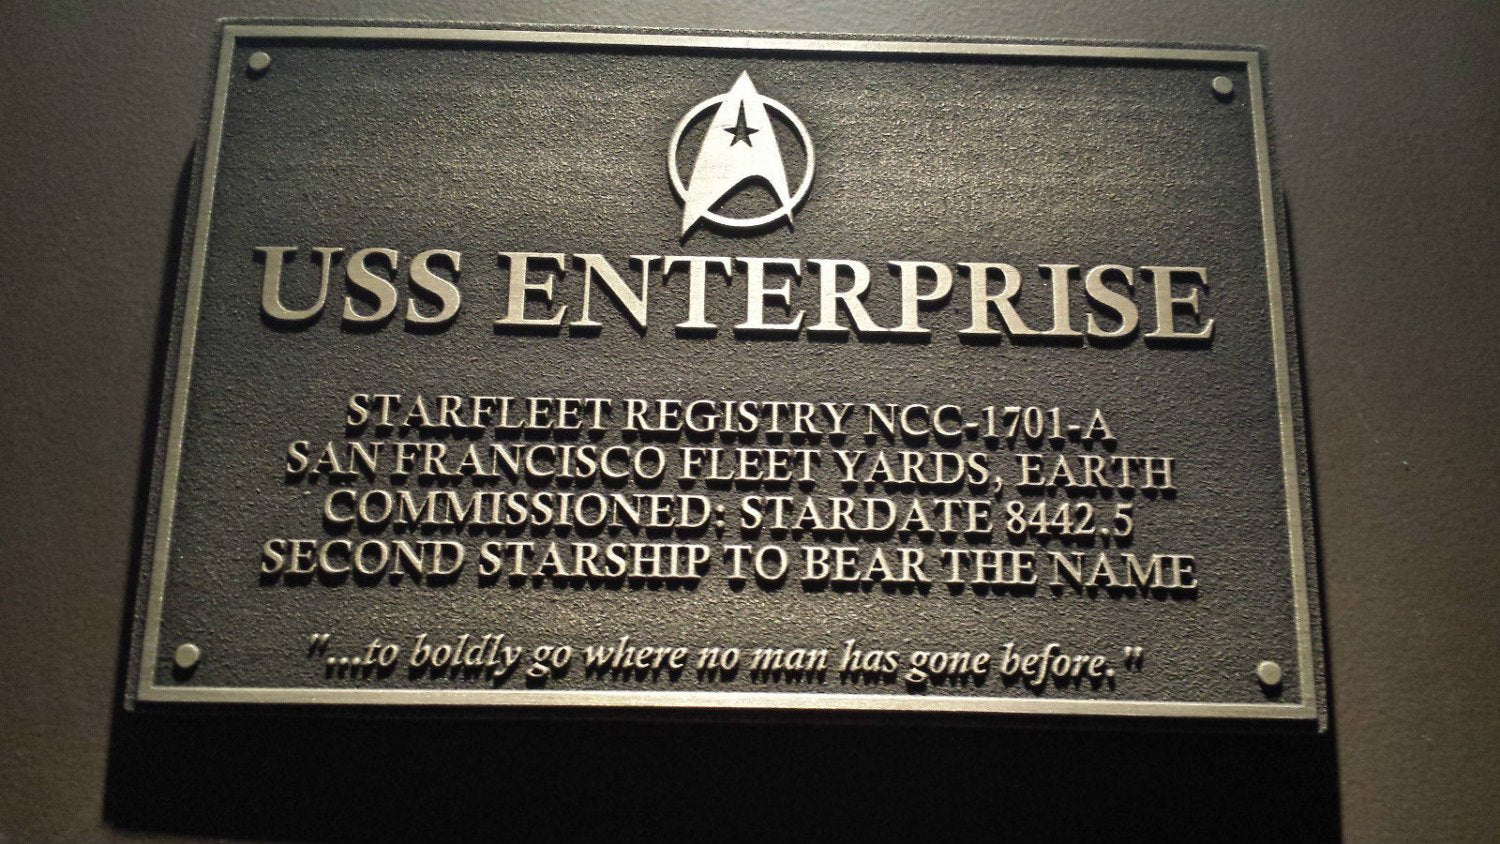 USS ENTERPRISE
STARFLEET REGISTRY NCC-1701-A
SAN FRANCISCO FLEET YARDS, EARTH
COMMISSIONED: STARDATE 8442.5
SECOND STARSHIP TO BEAR THE NAME
"...to boldly go where no man has gone before."